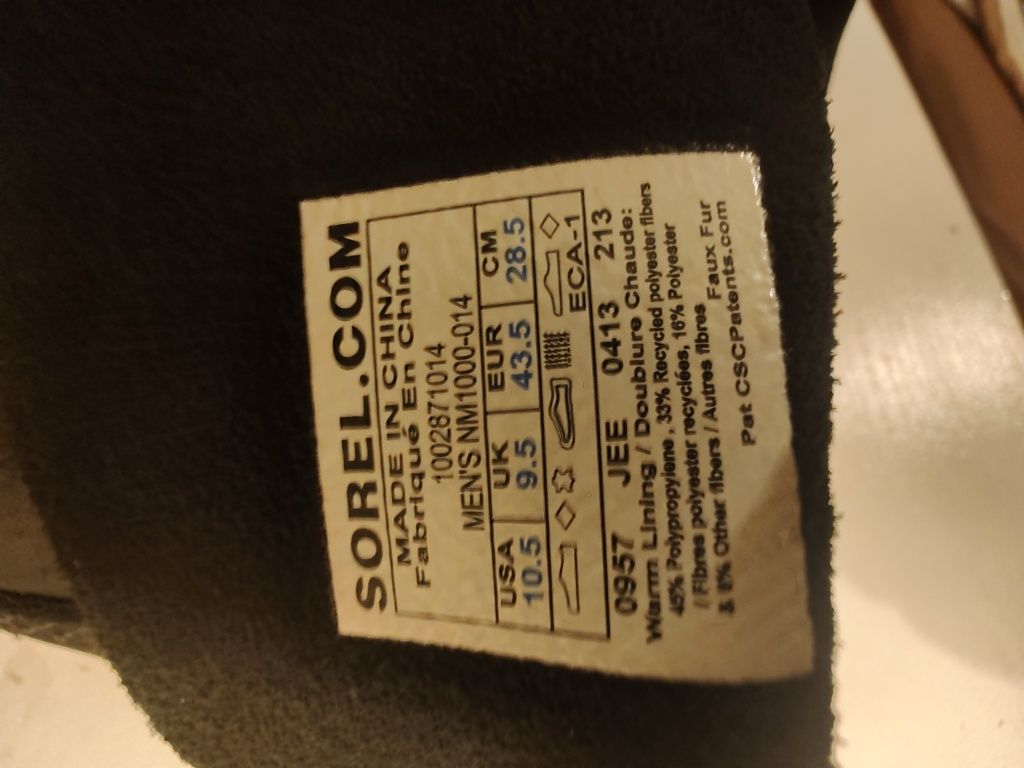 SOREL.COM
MADE IN CHINA
Fabriqué En Chine
1002871014
MEN'S NM1000-014
USA UK EUR CM
10.5 9.5 43.5 28.5
ECA-1
0957 JEE 0413 213
Warm Lining / Doublure Chaude:
45% Polypropylene, 33% Recycled polyester fibers
/ Fibres polyester recyclées, 16% Polyester
& 6% Other fibers / Autres fibres Faux Fur
Pat CSCPatents.com